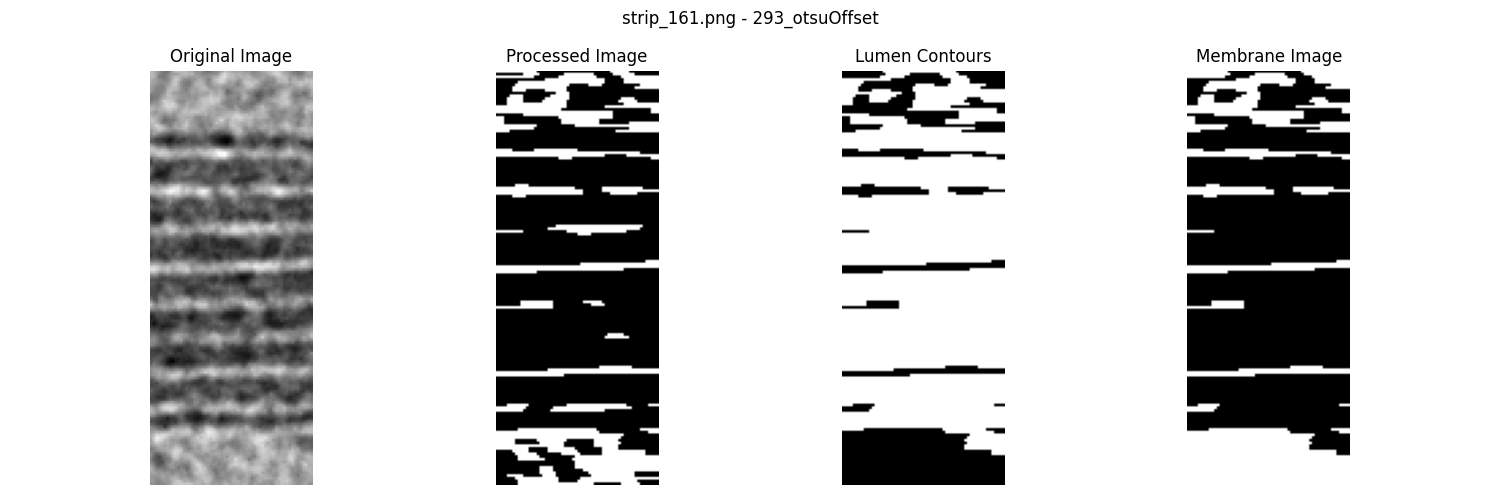 strip_161.png - 293_otsuOffset
Original Image
Processed Image
Lumen Contours
Membrane Image